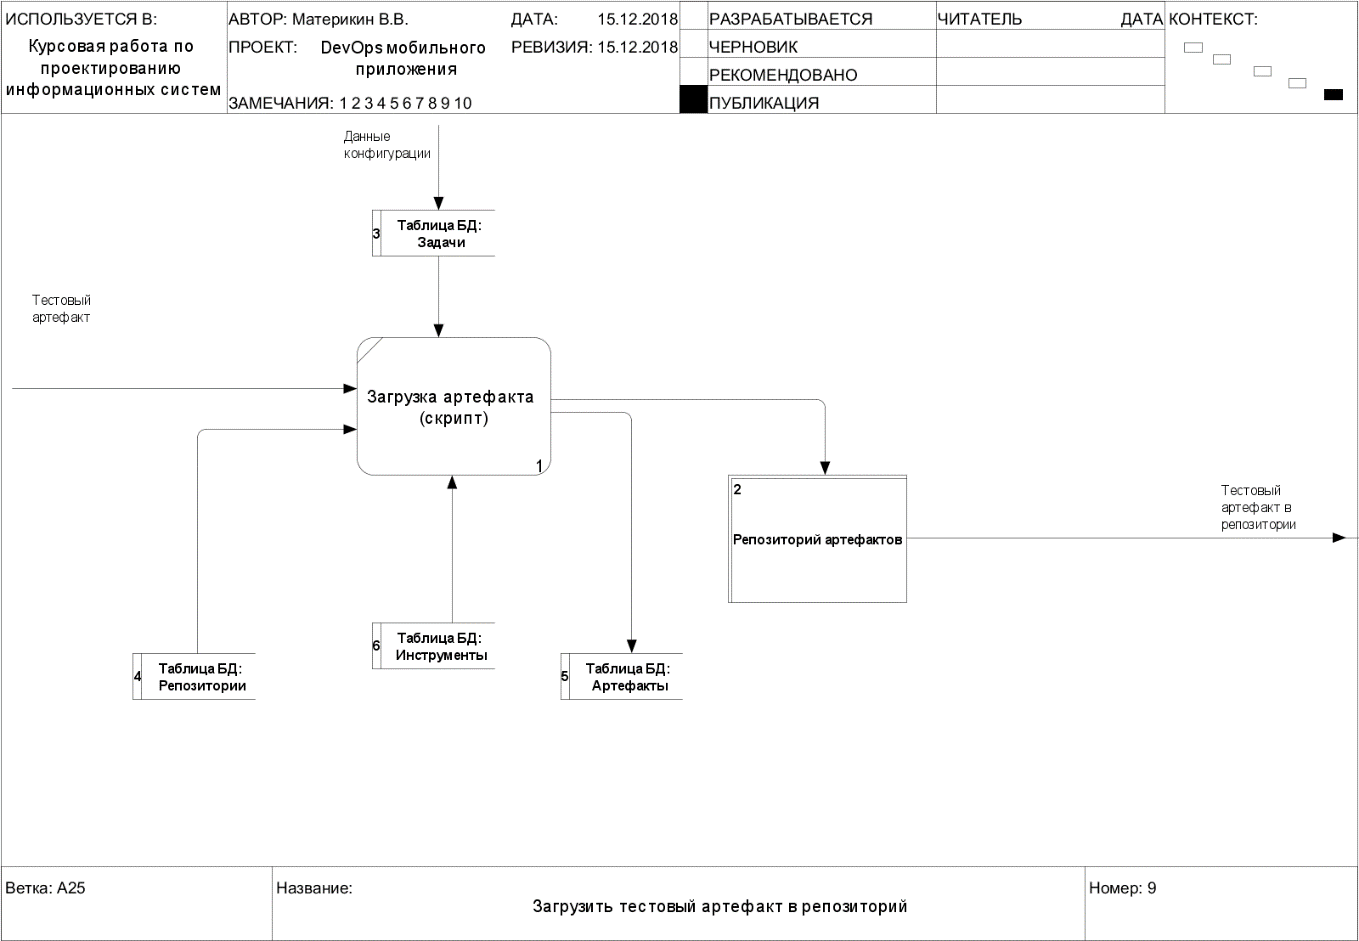 ИСПОЛЬЗУЕТСЯ В:
Курсовая работа по
проектированию
информационных систем
АВТОР: Материкин В.В.
ДАТА: 15.12.2018
ПРОЕКТ: DevOps мобильного
приложения
РЕВИЗИЯ: 15.12.2018
ЗАМЕЧАНИЯ: 1 2 3 4 5 6 7 8 9 10
РАЗРАБАТЫВАЕТСЯ
ЧЕРНОВИК
РЕКОМЕНДОВАНО
ПУБЛИКАЦИЯ
ЧИТАТЕЛЬ ДАТА
КОНТЕКСТ:
Данные
конфигурации
3
Таблица БД:
Задачи
Тестовый
артефакт
Загрузка артефакта
(скрипт)
1
2
Репозиторий артефактов
Тестовый
артефакт в
репозитории
4
Таблица БД:
Репозитории
6
Таблица БД:
Инструменты
5
Таблица БД:
Артефакты
Ветка: A25
Название:
Загрузить тестовый артефакт в репозиторий
Номер: 9